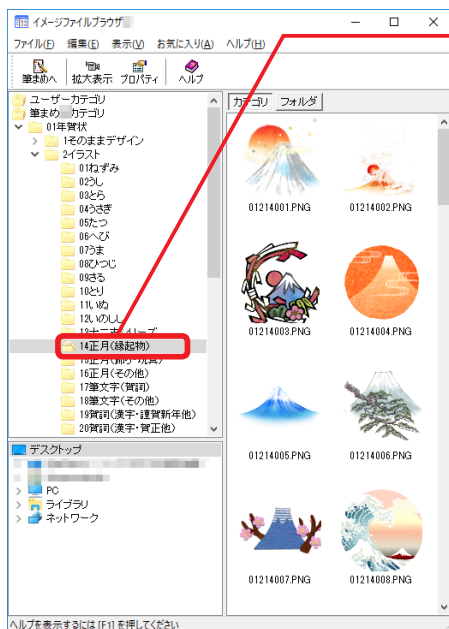 イメージファイルブラウザ
ファイル(F) 編集(E) 表示(V) お気に入り(A) ヘルプ(H)
筆まめへ 拡大表示 プロパティ ヘルプ
ユーザーカテゴリ
筆まめ カテゴリ
01年賀状
1そのままデザイン
2イラスト
01ねずみ
02うし
03とら
04うさぎ
05たつ
06へび
07うま
08ひつじ
09さる
10とり
11いぬ
12いのしし
14正月(縁起物)
16正月(その他)
17筆文字(賀詞)
18筆文字(その他)
19賀詞(漢字・謹賀新年他)
20賀詞(漢字・賀正他)
デスクトップ
PC
ライブラリ
ネットワーク
カテゴリ フォルダ
01214001.PNG 01214002.PNG
01214003.PNG 01214004.PNG
01214005.PNG 01214006.PNG
01214007.PNG 01214008.PNG
ヘルプを表示するには [F1] を押してください